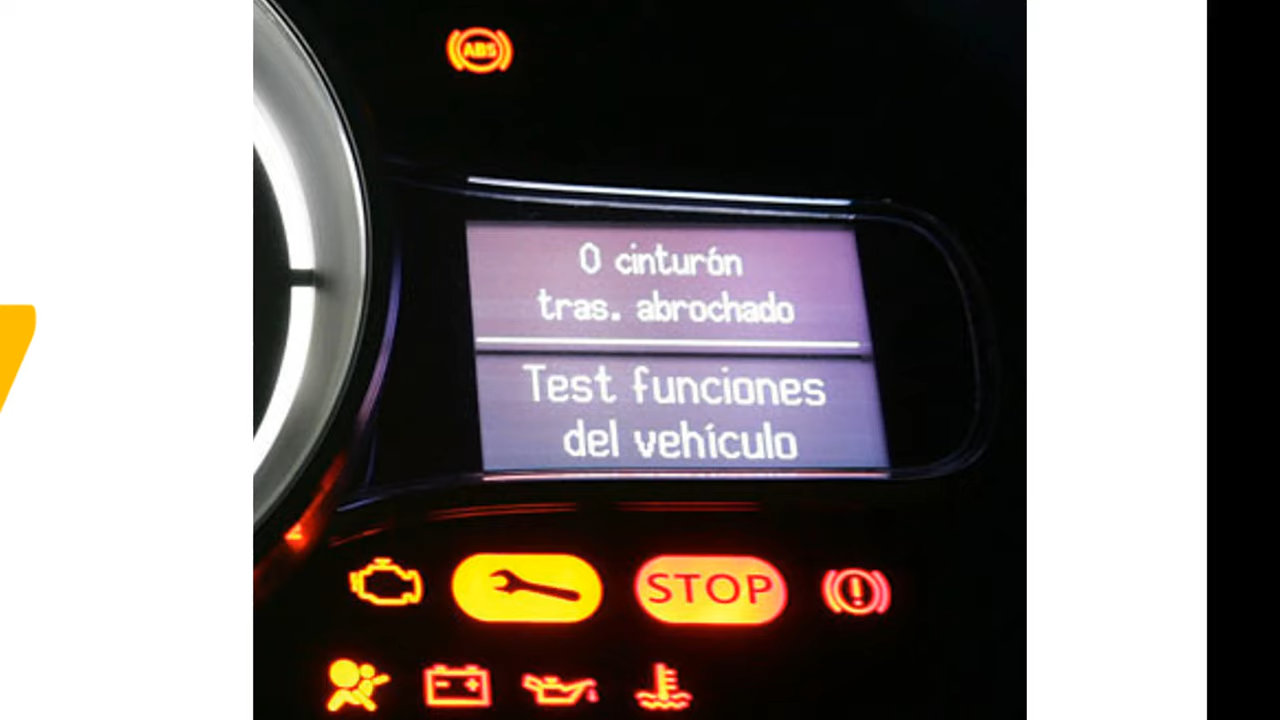 ABS
0 cinturón
tras. abrochado
Test funciones
del vehículo
STOP